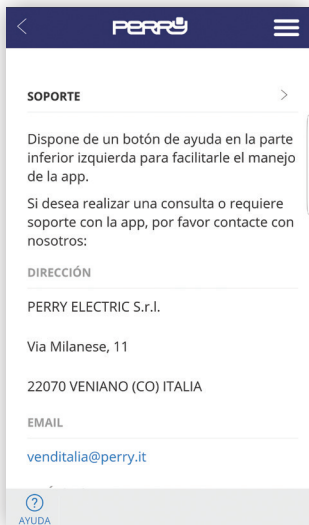 PERRY
SOPORTE
Dispone de un botón de ayuda en la parte
inferior izquierda para facilitarle el manejo
de la app.
Si desea realizar una consulta o requiere
soporte con la app, por favor contacte con
nosotros:
DIRECCIÓN
PERRY ELECTRIC S.r.l.
Via Milanese, 11
22070 VENIANO (CO) ITALIA
EMAIL
venditalia@perry.it
AYUDA